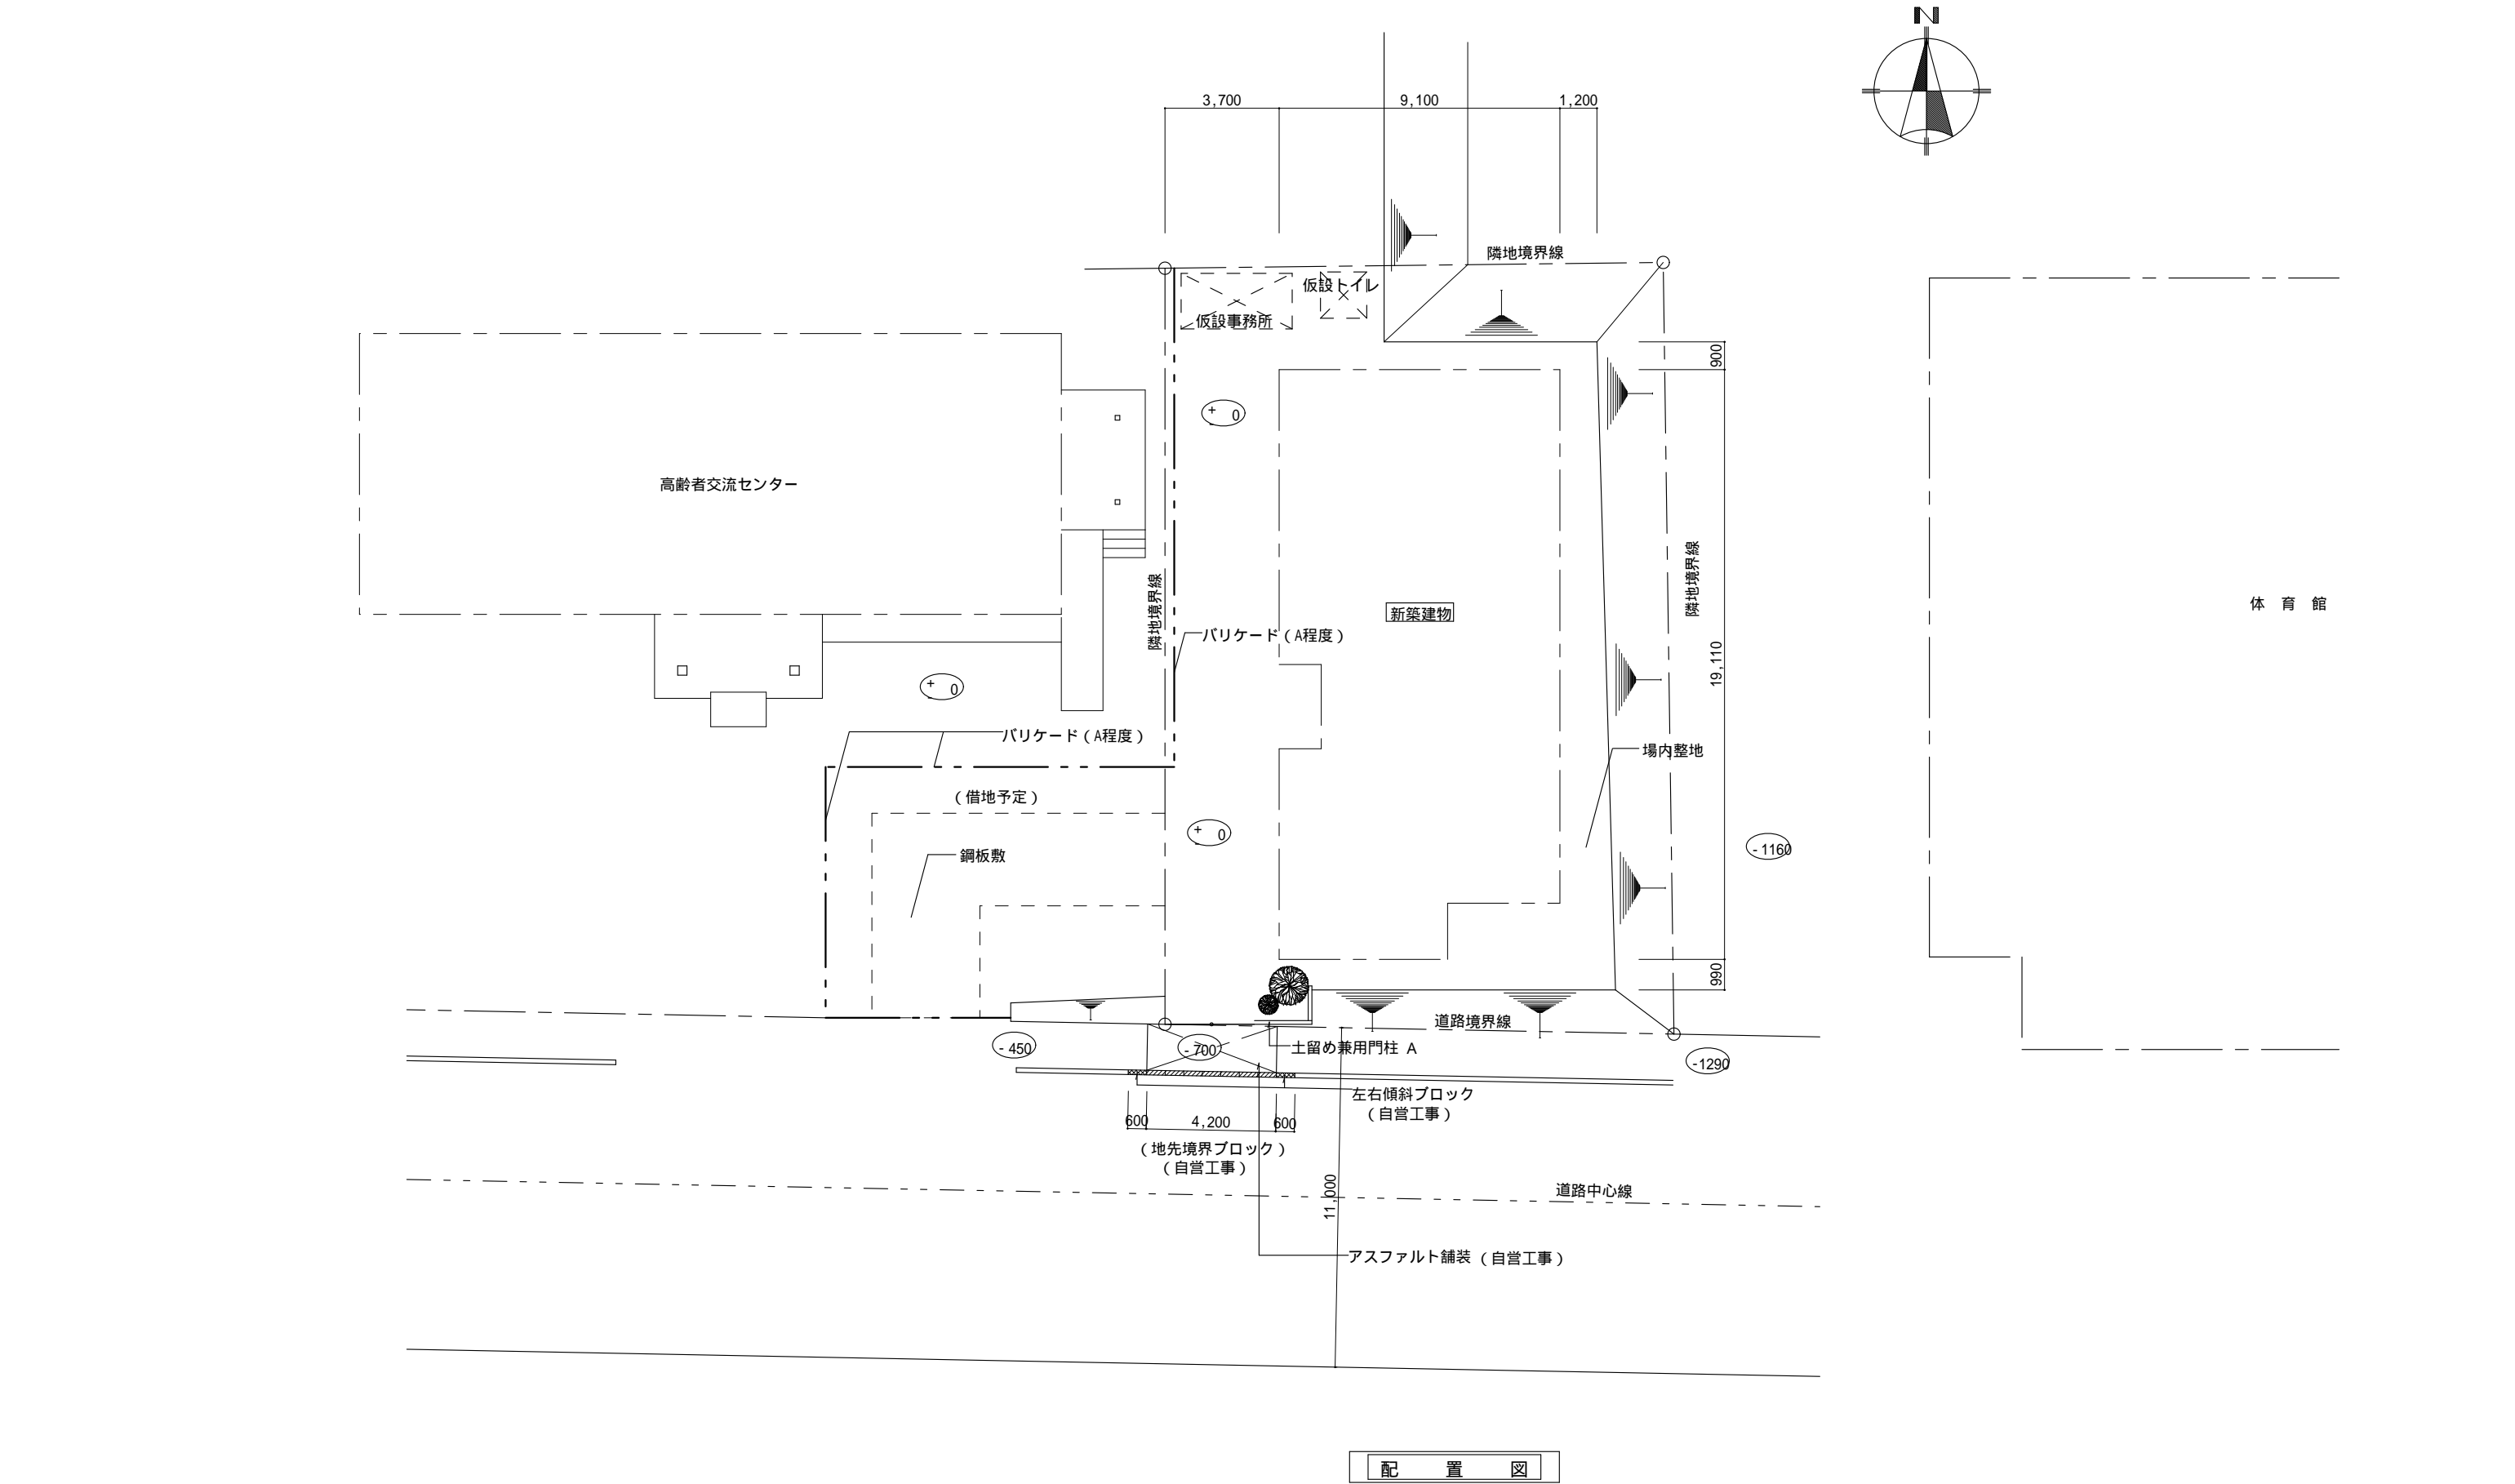 N
3,700
9,100
1,200
隣地境界線
仮設トイレ
仮設事務所
900
± 0
高齢者交流センター
隣地境界線
隣地境界線
体 育 館
新築建物
バリケード(A程度)
19,110
± 0
バリケード(A程度)
場内整地
(借地予定)
± 0
-1160
鋼板敷
990
道路境界線
-450
-700
土留め兼用門柱 A
-1290
左右傾斜ブロック
(自営工事)
600
4,200
600
(地先境界ブロック)
(自営工事)
11,000
道路中心線
アスファルト舗装(自営工事)
配 置 図